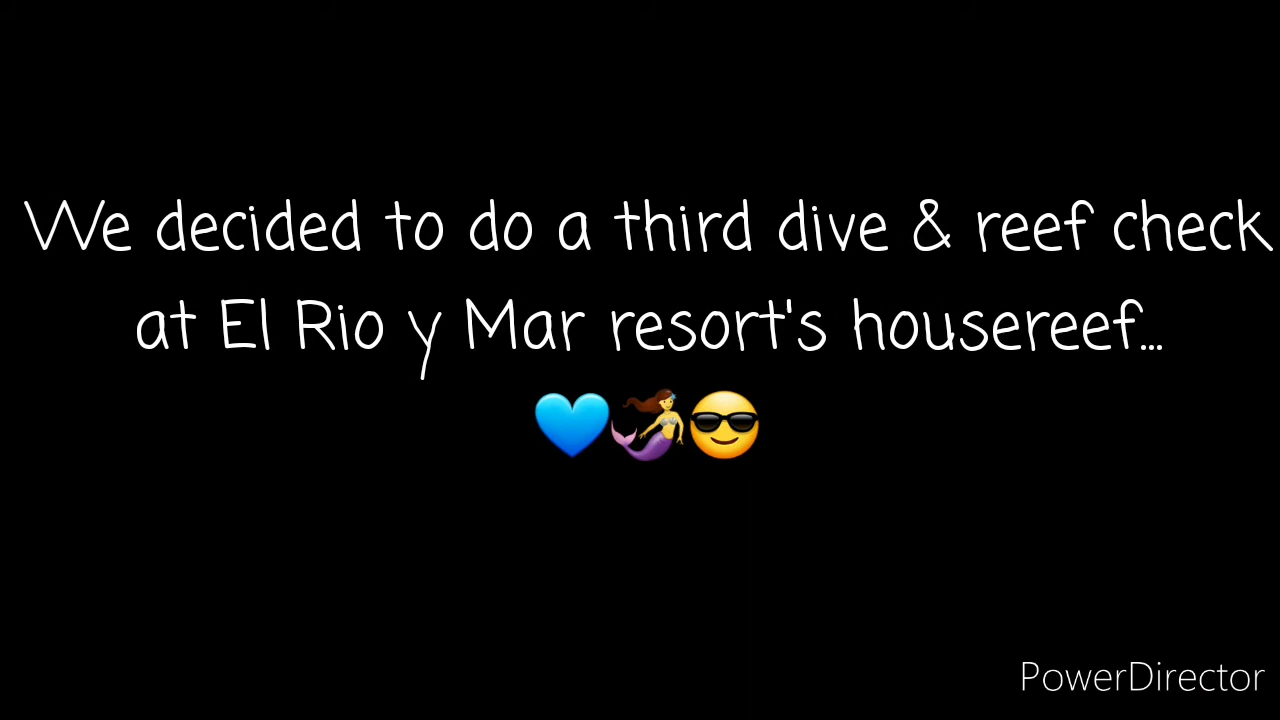 We decided to do a third dive & reef check
at El Rio y Mar resort's housereef...
💙🧜‍♀️😎
PowerDirector